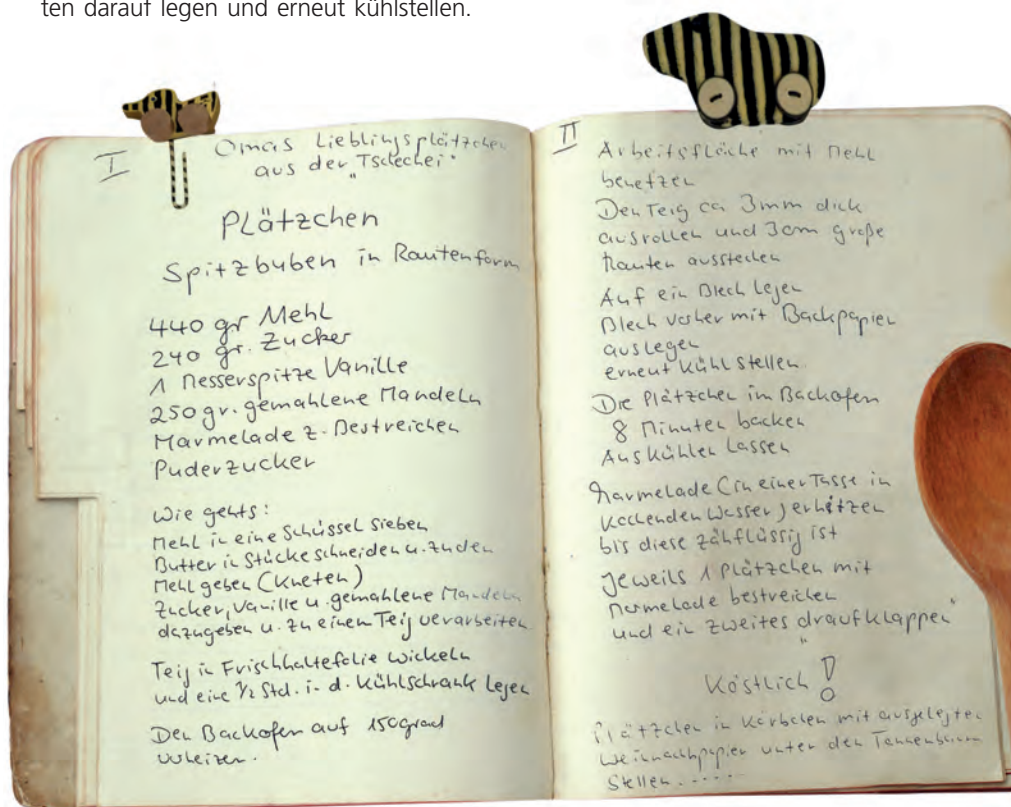 ten darauf legen und erneut kühlstellen.
I
Omas Lieblingsplätzchen
aus der "Tschechei"
Plätzchen
Spitzbuben in Rautenform
440 gr Mehl
240 gr. Zucker
1 Messerspitze Vanille
250 gr. gemahlene Mandeln
Marmelade z. Bestreichen
Puderzucker
Wie gehts:
Mehl in eine Schüssel sieben
Butter in Stücke schneiden u. zu den
Mehl geben (Kneten)
Zucker, Vanille u. gemahlene Mandeln
dazugeben u. zu einem Teig verarbeiten
Teig in Frischhaltefolie wickeln
und eine 1/2 Std. i. d. Kühlschrank legen
Den Backofen auf 150 grad
vorheizen.
II
Arbeitsfläche mit Mehl
benetzen
Den Teig ca 3mm dick
ausrollen und 3cm große
Rauten ausstechen
Auf ein Blech legen
Blech vorher mit Backpapier
auslegen
erneut Kühl stellen
Die Plätzchen im Backofen
8 Minuten backen
Auskühlen lassen
Marmelade (in einer Tasse in
kochenden Wasser) erhitzen
bis diese zähflüssig ist
Jeweils 1 Plätzchen mit
Marmelade bestreichen
und ein zweites "draufklappen"
Köstlich!
Plätzchen in Körbchen mit ausgelegten
Weihnachpapier unter den Tannenbaum
Stellen.....